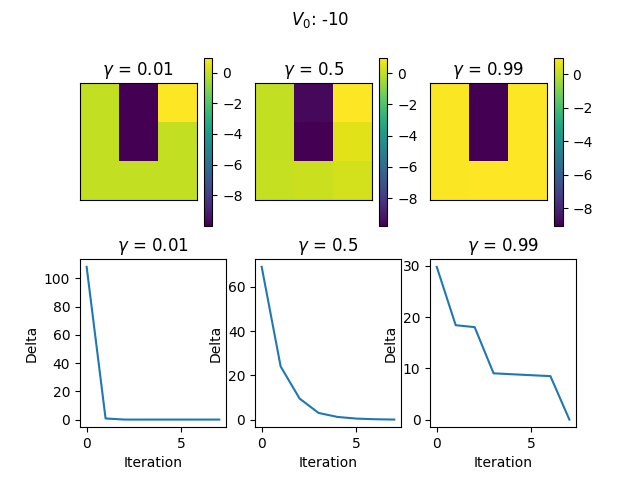 V₀: -10
γ = 0.01
γ = 0.5
γ = 0.99
0
−2
−4
−6
−8
0
−2
−4
−6
−8
0
−2
−4
−6
−8
γ = 0.01
γ = 0.5
γ = 0.99
Delta
100
80
60
40
20
0
0
5
Iteration
Delta
60
40
20
0
0
5
Iteration
Delta
30
20
10
0
0
5
Iteration